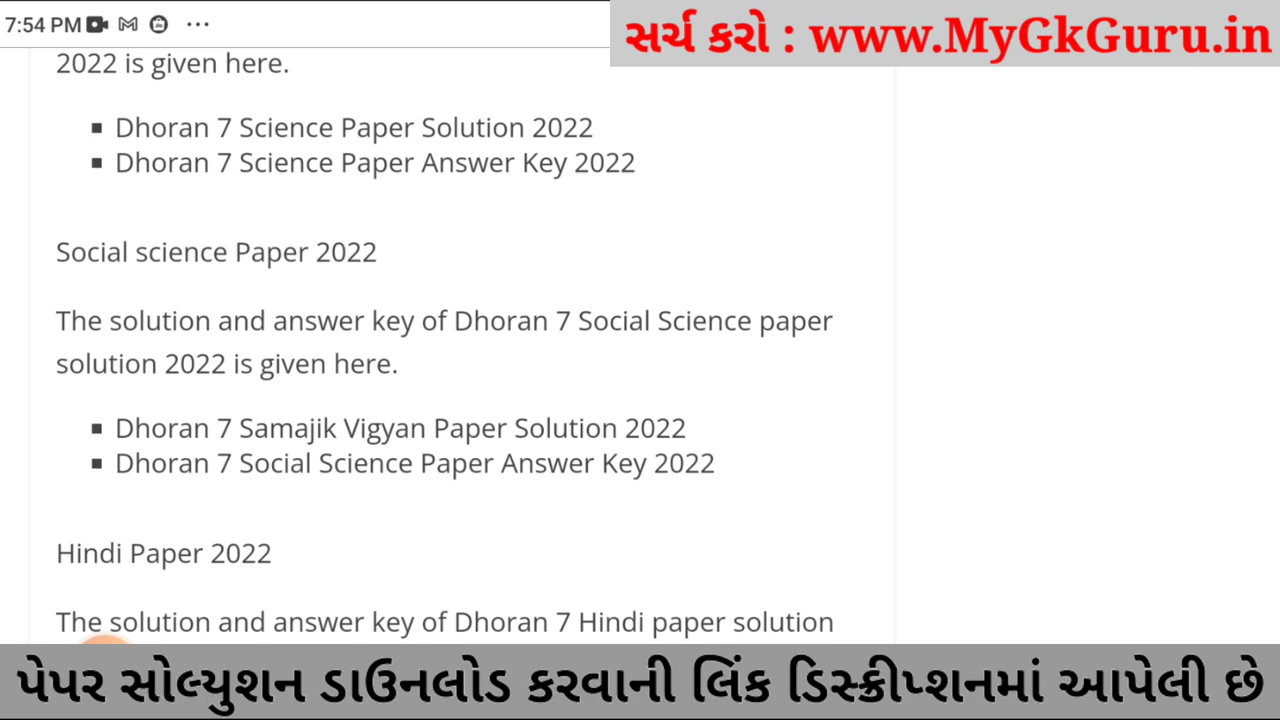 7:54 PM
સર્ચ કરો : www.MyGkGuru.in
2022 is given here.
Dhoran 7 Science Paper Solution 2022
Dhoran 7 Science Paper Answer Key 2022
Social science Paper 2022
The solution and answer key of Dhoran 7 Social Science paper
solution 2022 is given here.
Dhoran 7 Samajik Vigyan Paper Solution 2022
Dhoran 7 Social Science Paper Answer Key 2022
Hindi Paper 2022
The solution and answer key of Dhoran 7 Hindi paper solution
પેપર સોલ્યુશન ડાઉનલોડ કરવાની લિંક ડિસ્ક્રીપ્શનમાં આપેલી છે